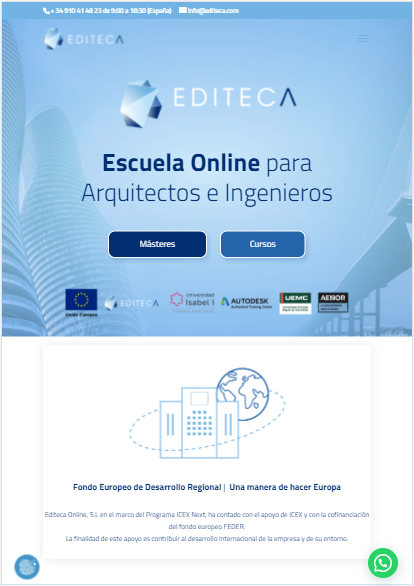 + 34 910 41 48 23 de 9:00 a 18:30 (España) info@editeca.com
EDITECA
EDITECA
Escuela Online para
Arquitectos e Ingenieros
Másteres Cursos
Unión Europea
EDITECA
Universidad
Isabel I
AUTODESK
Authorized Training Center
UEMC
AENOR
Fondo Europeo de Desarrollo Regional | Una manera de hacer Europa
Editeca Online, S.L en el marco del Programa ICEX Next, ha contado con el apoyo de ICEX y con la cofinanciación
del fondo europeo FEDER.
La finalidad de este apoyo es contribuir al desarrollo internacional de la empresa y de su entorno.